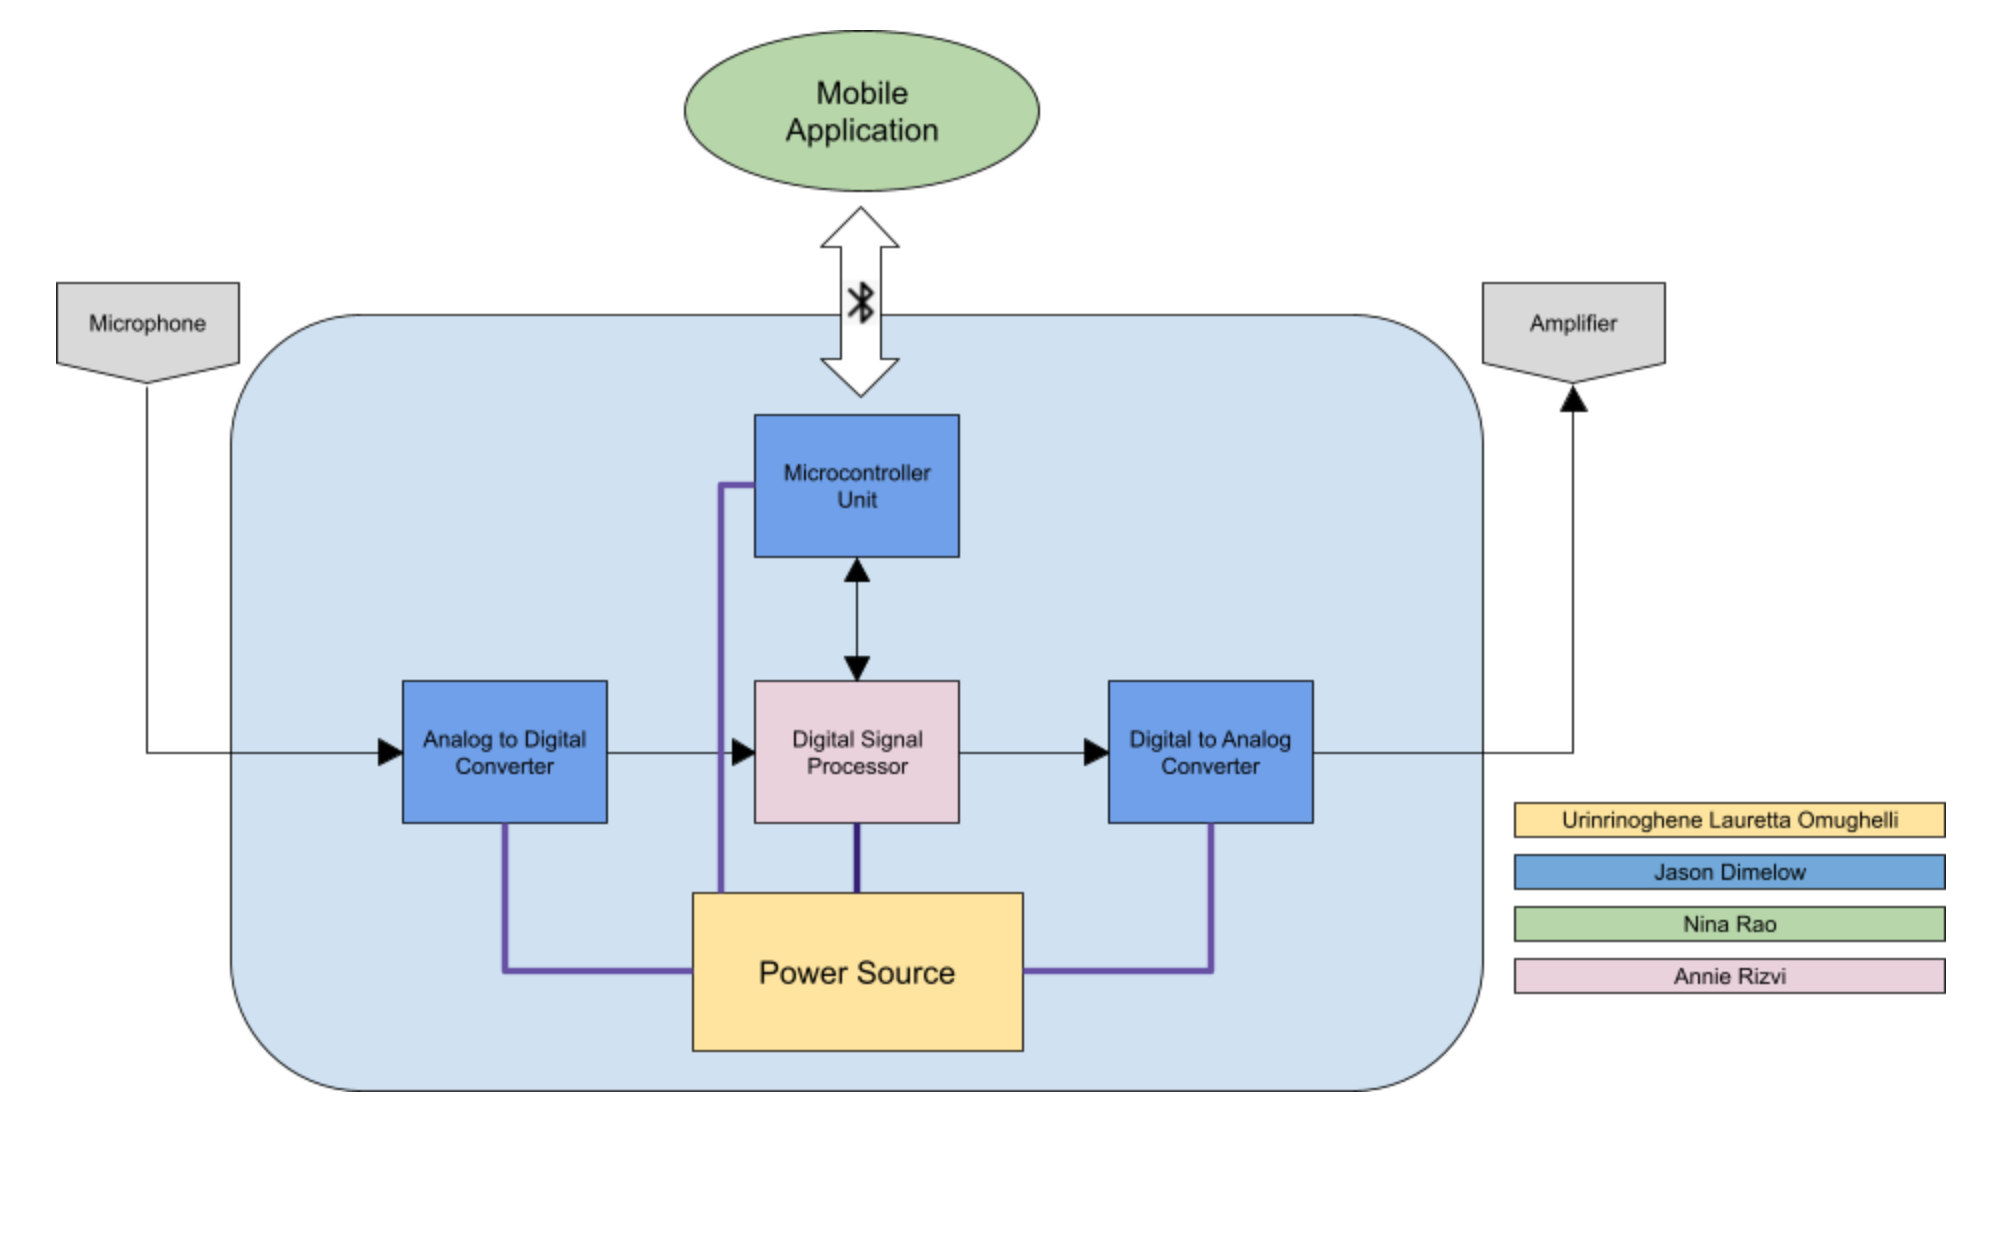 Mobile
Application
Microphone
Amplifier
Microcontroller
Unit
Analog to Digital
Converter
Digital Signal
Processor
Digital to Analog
Converter
Power Source
Urinrinoghene Lauretta Omughelli
Jason Dimelow
Nina Rao
Annie Rizvi